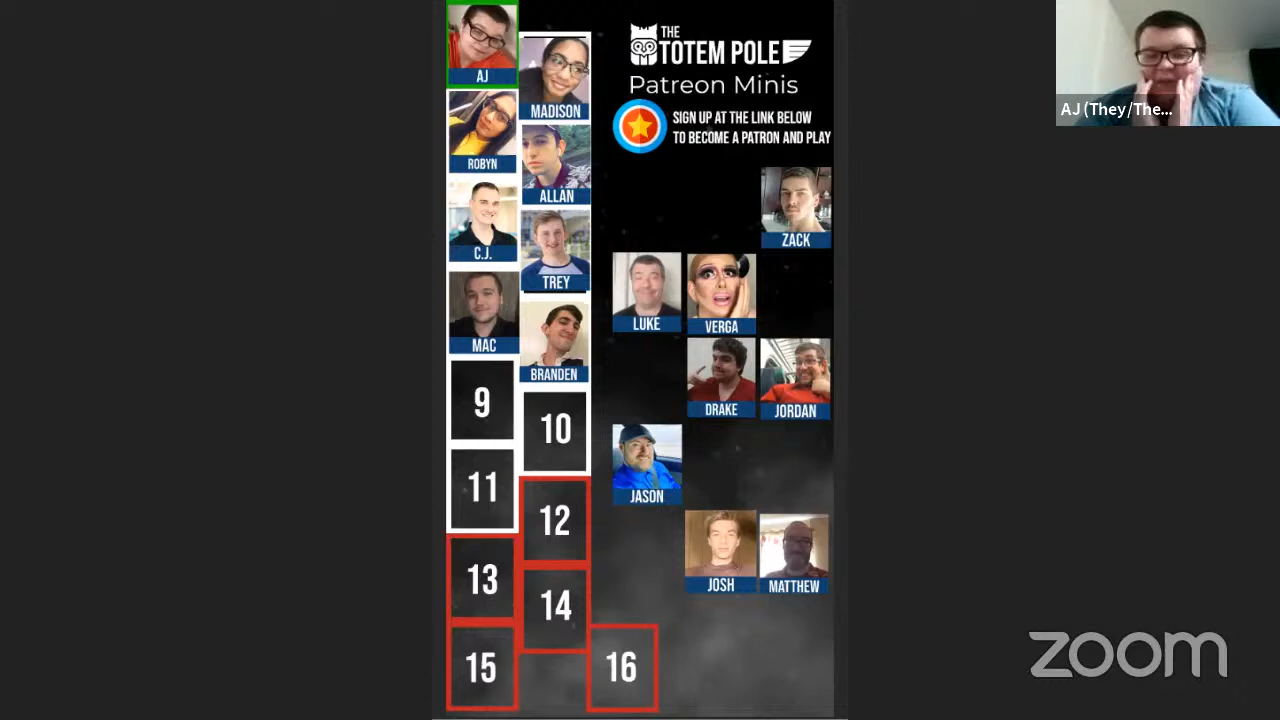 THE
TOTEM POLE
Patreon Minis
SIGN UP AT THE LINK BELOW
TO BECOME A PATRON AND PLAY
AJ
MADISON
ROBYN
ALLAN
C.J.
TREY
MAC
BRANDEN
9
10
11
12
13
14
15
16
ZACK
LUKE
VERGA
DRAKE
JORDAN
JASON
JOSH
MATTHEW
AJ (They/The...
zoom